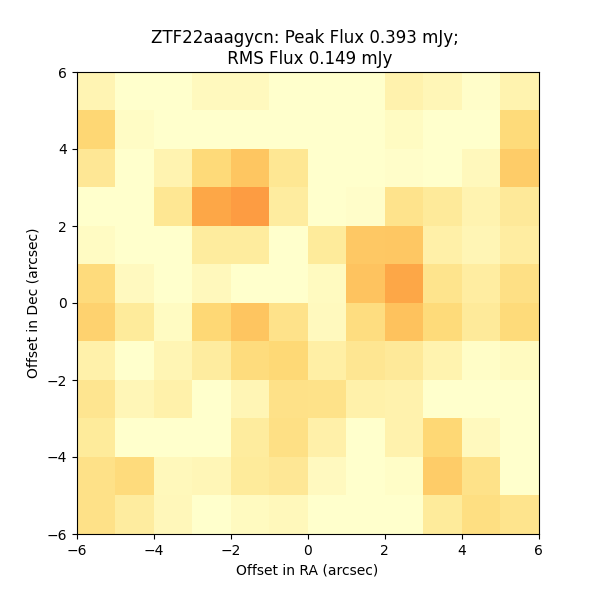 ZTF22aaagycn: Peak Flux 0.393 mJy;
RMS Flux 0.149 mJy
6
4
2
0
−2
−4
−6
Offset in Dec (arcsec)
−6 −4 −2 0 2 4 6
Offset in RA (arcsec)